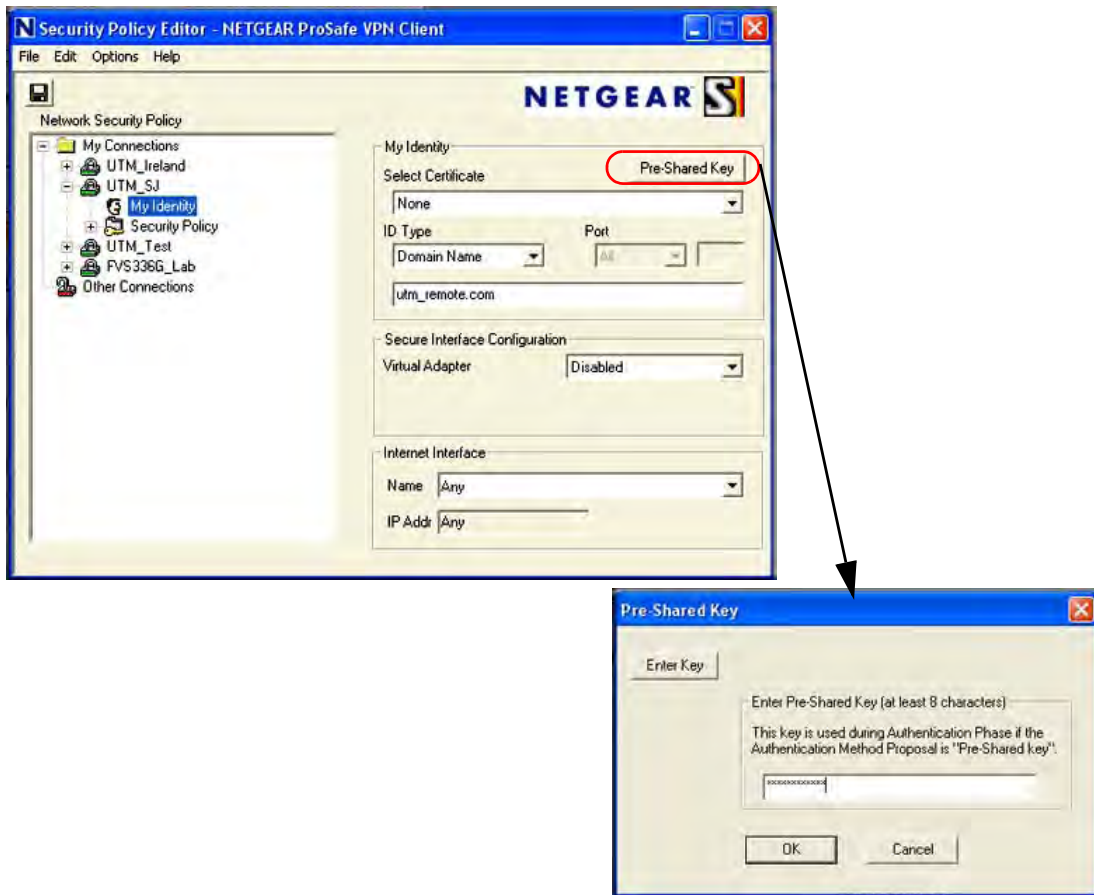 Security Policy Editor - NETGEAR ProSafe VPN Client
File Edit Options Help
NETGEAR
Network Security Policy
My Connections
UTM_Ireland
UTM_SJ
My Identity
Security Policy
UTM_Test
FVS336G_Lab
Other Connections
My Identity
Pre-Shared Key
Select Certificate
None
ID Type
Port
Domain Name
All
utm_remote.com
Secure Interface Configuration
Virtual Adapter
Disabled
Internet Interface
Name
Any
IP Addr
Any
Pre-Shared Key
Enter Key
Enter Pre-Shared Key (at least 8 characters)
This key is used during Authentication Phase if the
Authentication Method Proposal is "Pre-Shared key".
OK
Cancel